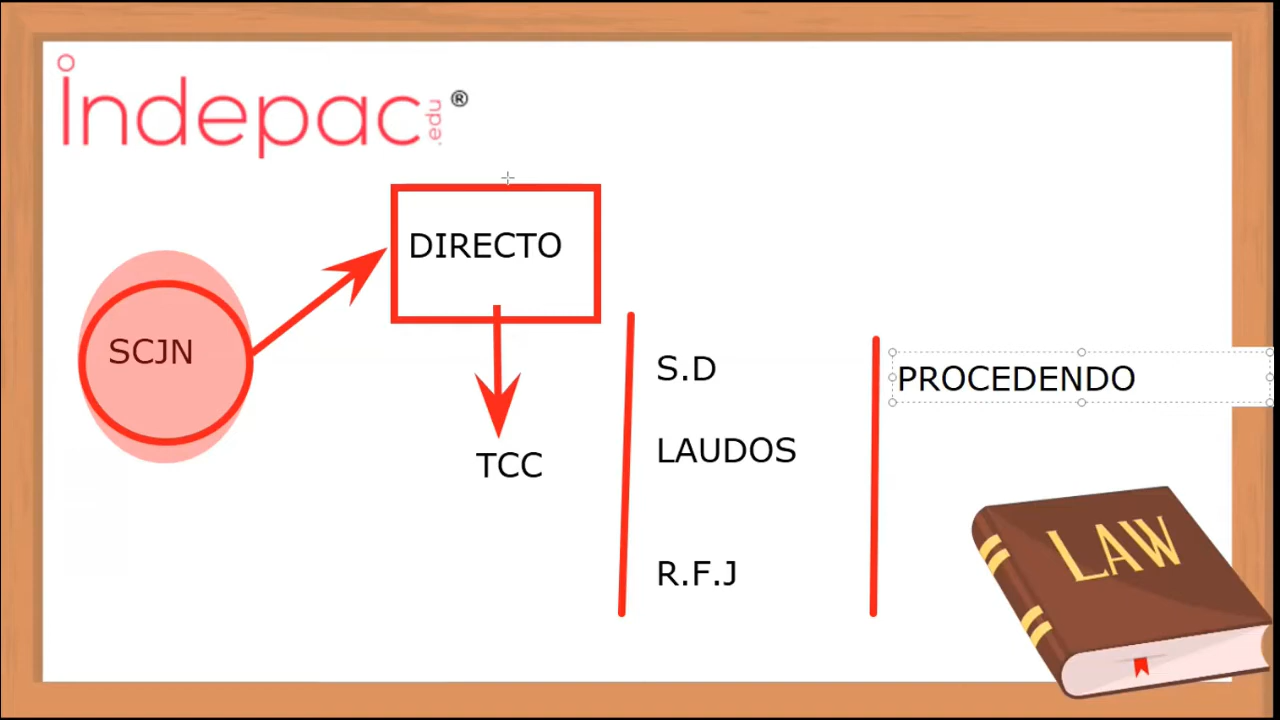 indepac.edu®
DIRECTO
SCJN
S.D
PROCEDENDO
LAUDOS
TCC
R.F.J
LAW